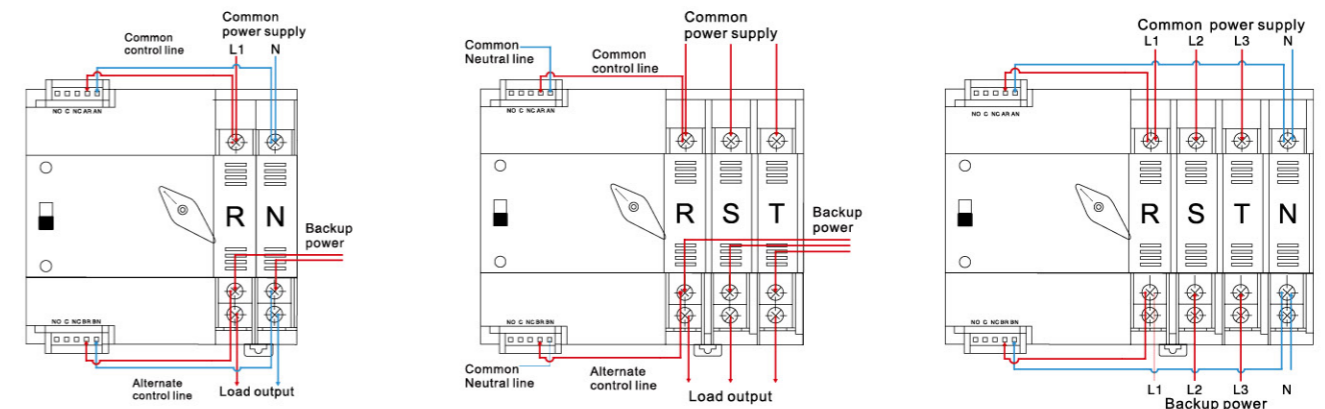 Common
power supply
L1 N
Common
control line
NO C NC AR AN
R N
Backup
power
NO C NC BR BN
Alternate
control line
Load output
Common
power supply
Common
Neutral line
Common
control line
NO C NC AR AN
R S T
Backup
power
NO C NC BR BN
Common
Neutral line
Alternate
control line
Load output
Common power supply
L1 L2 L3 N
NO C NC AR AN
R S T N
NO C NC BR BN
L1 L2 L3 N
Backup power